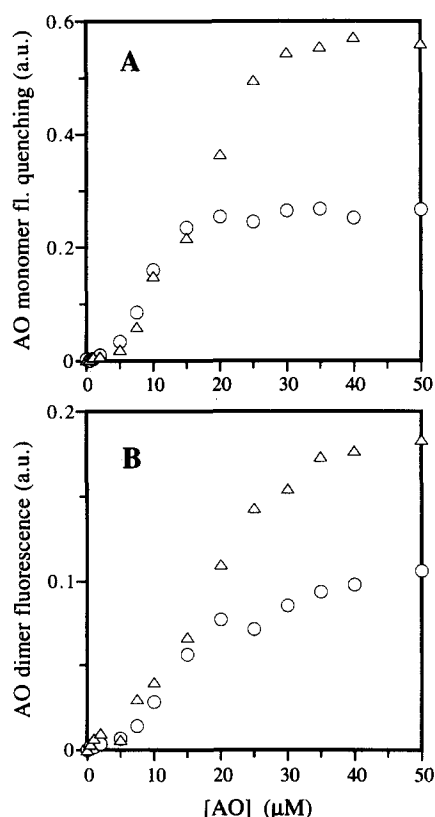 AO monomer fl. quenching (a.u.)
A
0.6
0.4
0.2
0
0 10 20 30 40 50
AO dimer fluorescence (a.u.)
B
0.2
0.1
0
0 10 20 30 40 50
[AO] (μM)